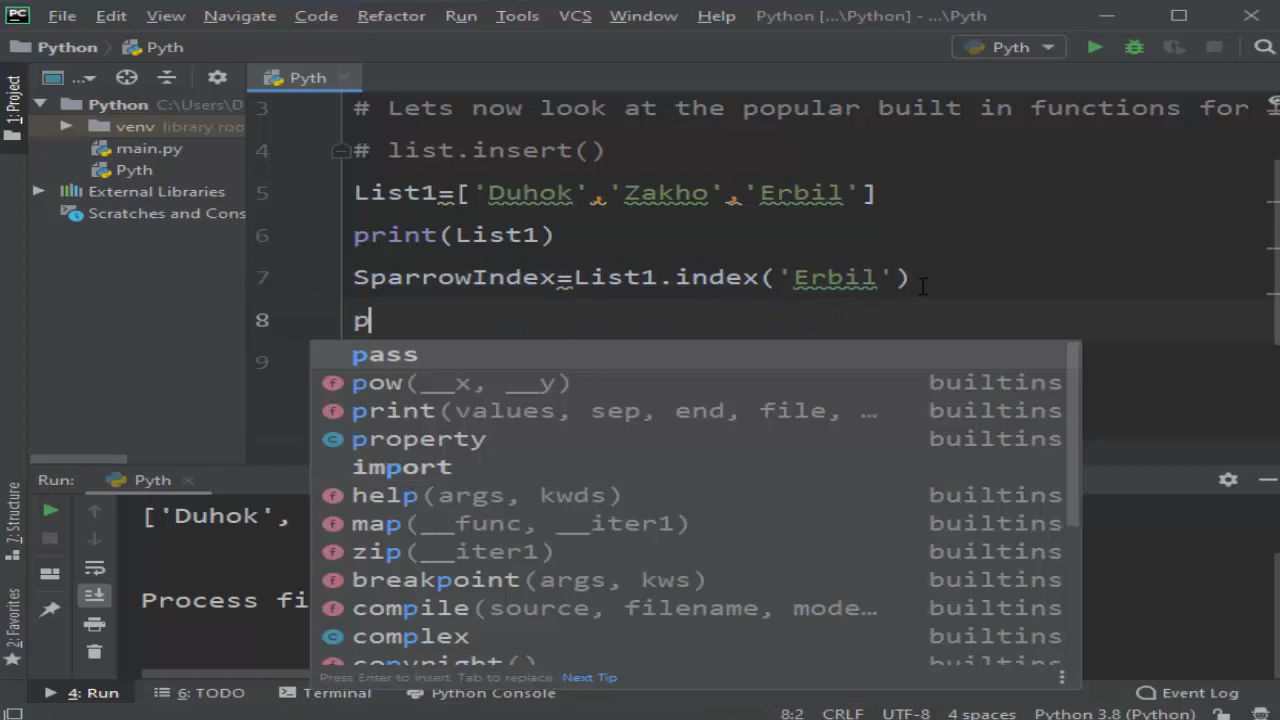 File Edit View Navigate Code Refactor Run Tools VCS Window Help Python [...\Python] - ...\Pyth
Python Pyth Pyth
... Pyth
1: Project
Python C:\Users\D
venv library roo
main.py
Pyth
External Libraries
Scratches and Cons
3 # Lets now look at the popular built in functions for
4 # list.insert()
5 List1=['Duhok','Zakho','Erbil']
6 print(List1)
7 SparrowIndex=List1.index('Erbil')
8 p
9
pass
pow(__x, __y) builtins
print(values, sep, end, file, … builtins
property builtins
import
help(args, kwds) builtins
map(__func, __iter1) builtins
zip(__iter1) builtins
breakpoint(args, kws) builtins
compile(source, filename, mode… builtins
complex builtins
copyright() builtins
Press Enter to insert, Tab to replace Next Tip
Run: Pyth
['Duhok',
Process fi
7: Structure
2: Favorites
4: Run 6: TODO Terminal Python Console Event Log
8:2 CRLF UTF-8 4 spaces Python 3.8 (Python)